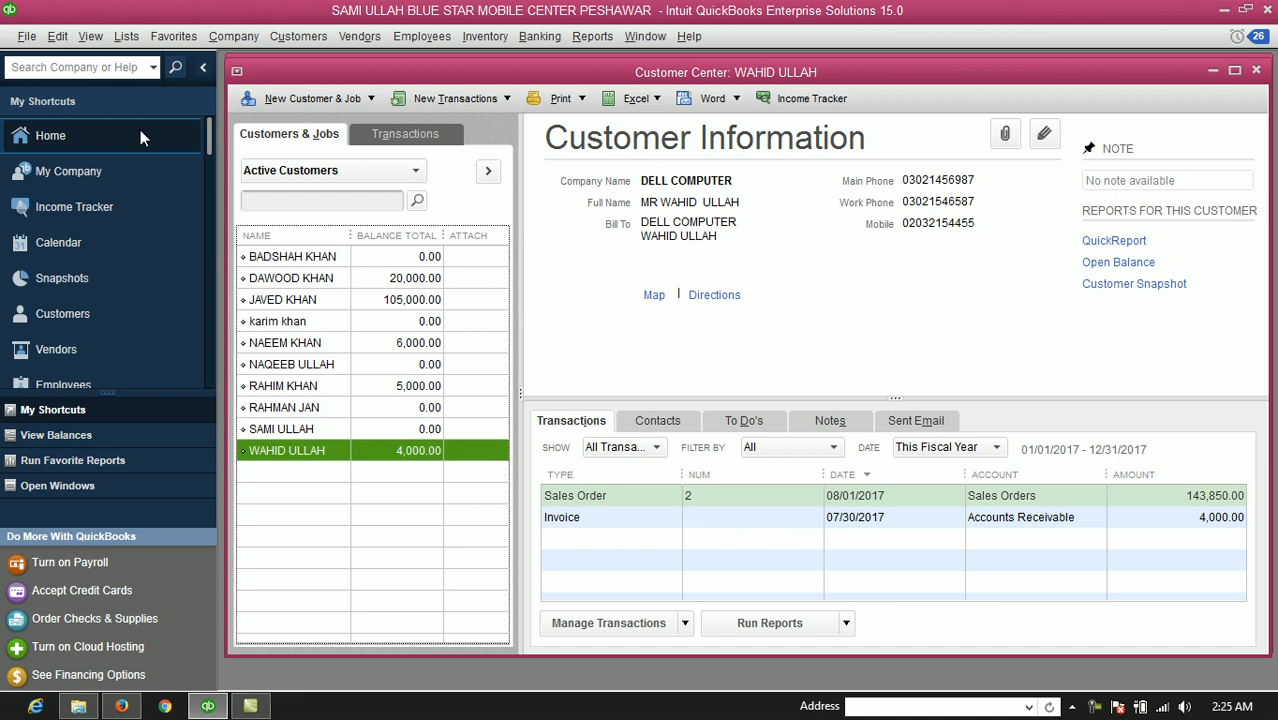 SAMI ULLAH BLUE STAR MOBILE CENTER PESHAWAR - Intuit QuickBooks Enterprise Solutions 15.0
File Edit View Lists Favorites Company Customers Vendors Employees Inventory Banking Reports Window Help 26
Search Company or Help
My Shortcuts
Home
My Company
Income Tracker
Calendar
Snapshots
Customers
Vendors
Employees
My Shortcuts
View Balances
Run Favorite Reports
Open Windows
Do More With QuickBooks
Turn on Payroll
Accept Credit Cards
Order Checks & Supplies
Turn on Cloud Hosting
See Financing Options
Customer Center: WAHID ULLAH
New Customer & Job New Transactions Print Excel Word Income Tracker
Customers & Jobs Transactions
Active Customers
NAME BALANCE TOTAL ATTACH
BADSHAH KHAN 0.00
DAWOOD KHAN 20,000.00
JAVED KHAN 105,000.00
karim khan 0.00
NAEEM KHAN 6,000.00
NAQEEB ULLAH 0.00
RAHIM KHAN 5,000.00
RAHMAN JAN 0.00
SAMI ULLAH 0.00
WAHID ULLAH 4,000.00
Customer Information
Company Name DELL COMPUTER Main Phone 03021456987
Full Name MR WAHID ULLAH Work Phone 03021546587
Bill To DELL COMPUTER Mobile 02032154455
WAHID ULLAH
Map Directions
NOTE
No note available
REPORTS FOR THIS CUSTOMER
QuickReport
Open Balance
Customer Snapshot
Transactions Contacts To Do's Notes Sent Email
SHOW All Transa... FILTER BY All DATE This Fiscal Year 01/01/2017 - 12/31/2017
TYPE NUM DATE ACCOUNT AMOUNT
Sales Order 2 08/01/2017 Sales Orders 143,850.00
Invoice 07/30/2017 Accounts Receivable 4,000.00
Manage Transactions Run Reports
Address 2:25 AM